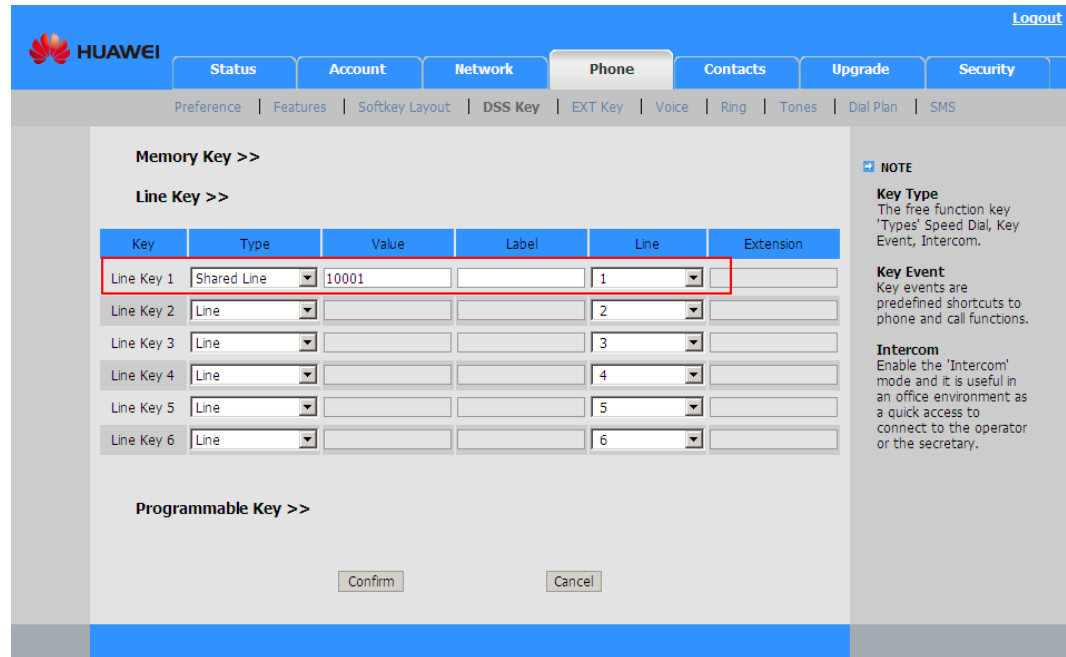 Logout
HUAWEI
Status Account Network Phone Contacts Upgrade Security
Preference | Features | Softkey Layout | DSS Key | EXT Key | Voice | Ring | Tones | Dial Plan | SMS
Memory Key >>
Line Key >>
Key Type Value Label Line Extension
Line Key 1 Shared Line 10001 1
Line Key 2 Line 2
Line Key 3 Line 3
Line Key 4 Line 4
Line Key 5 Line 5
Line Key 6 Line 6
Programmable Key >>
Confirm Cancel
NOTE
Key Type
The free function key
'Types' Speed Dial, Key
Event, Intercom.
Key Event
Key events are
predefined shortcuts to
phone and call functions.
Intercom
Enable the 'Intercom'
mode and it is useful in
an office environment as
a quick access to
connect to the operator
or the secretary.